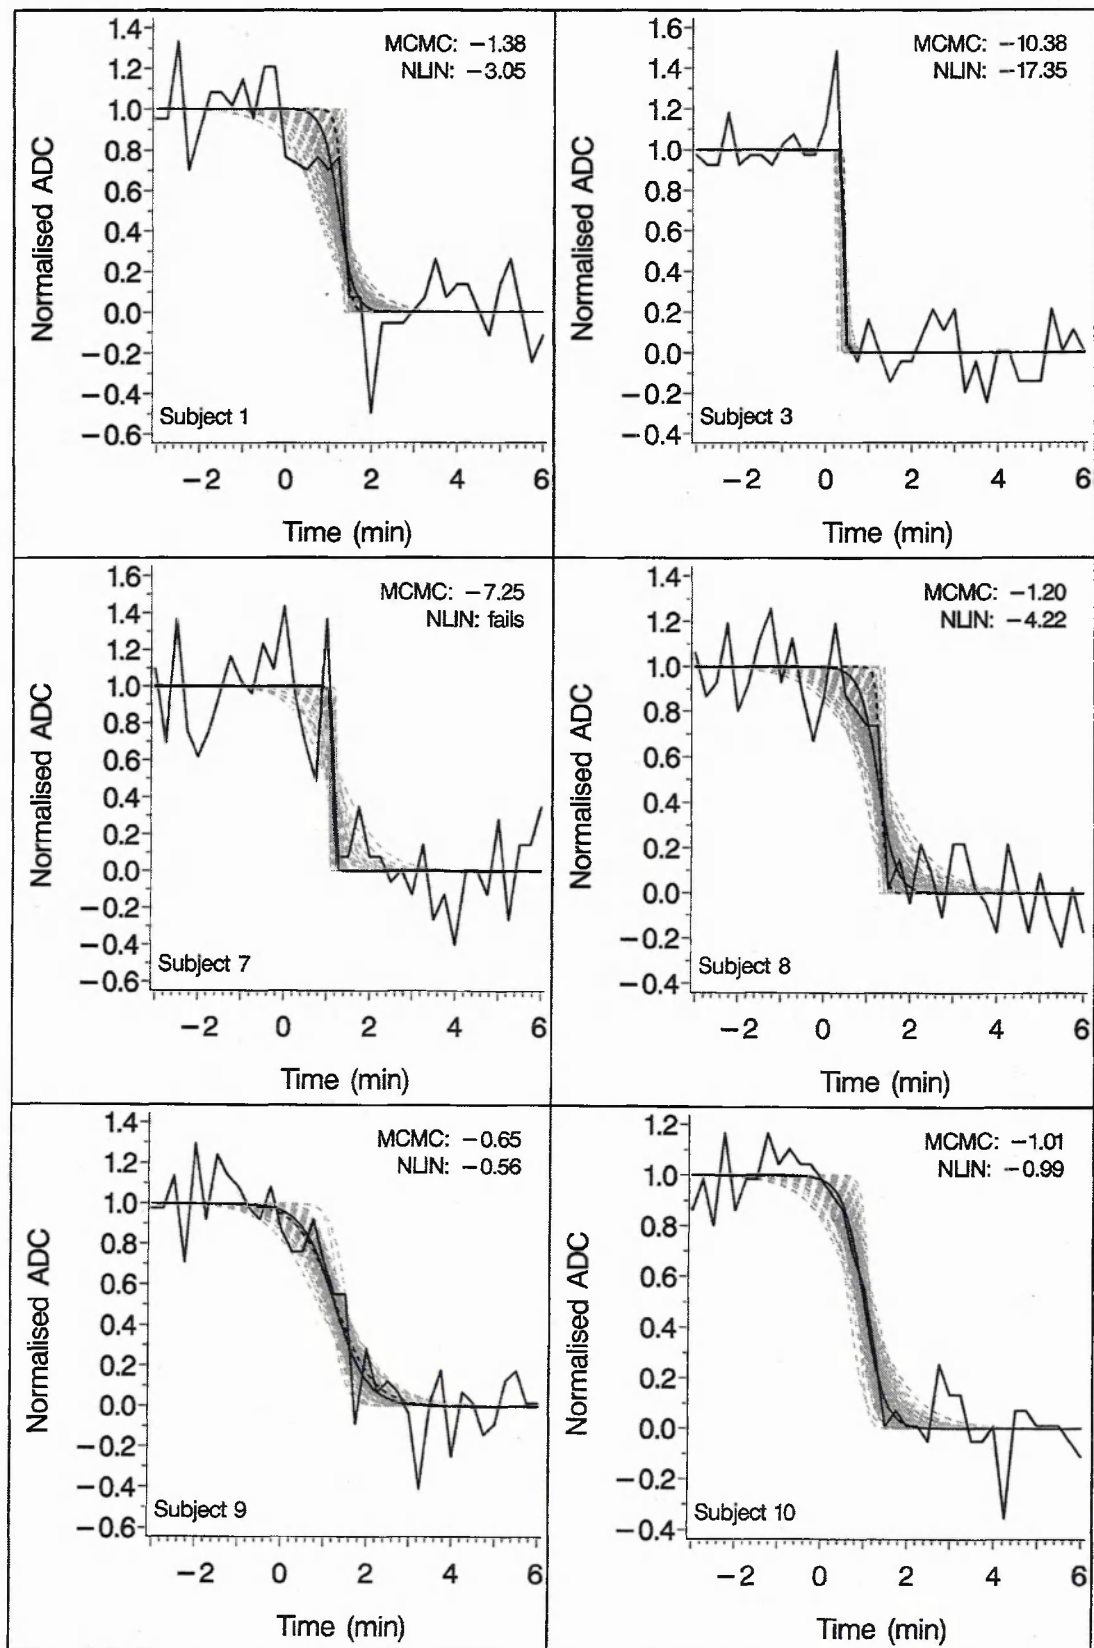 MCMC: −1.38
NLIN: −3.05
1.4
1.2
1.0
0.8
0.6
0.4
0.2
0.0
−0.2
−0.4
−0.6
Normalised ADC
Subject 1
−2 0 2 4 6
Time (min)
MCMC: −10.38
NLIN: −17.35
1.6
1.4
1.2
1.0
0.8
0.6
0.4
0.2
0.0
−0.2
−0.4
Normalised ADC
Subject 3
−2 0 2 4 6
Time (min)
MCMC: −7.25
NLIN: fails
1.6
1.4
1.2
1.0
0.8
0.6
0.4
0.2
0.0
−0.2
−0.4
−0.6
Normalised ADC
Subject 7
−2 0 2 4 6
Time (min)
MCMC: −1.20
NLIN: −4.22
1.4
1.2
1.0
0.8
0.6
0.4
0.2
0.0
−0.2
−0.4
Normalised ADC
Subject 8
−2 0 2 4 6
Time (min)
MCMC: −0.65
NLIN: −0.56
1.4
1.2
1.0
0.8
0.6
0.4
0.2
0.0
−0.2
−0.4
−0.6
Normalised ADC
Subject 9
−2 0 2 4 6
Time (min)
MCMC: −1.01
NLIN: −0.99
1.2
1.0
0.8
0.6
0.4
0.2
0.0
−0.2
−0.4
Normalised ADC
Subject 10
−2 0 2 4 6
Time (min)